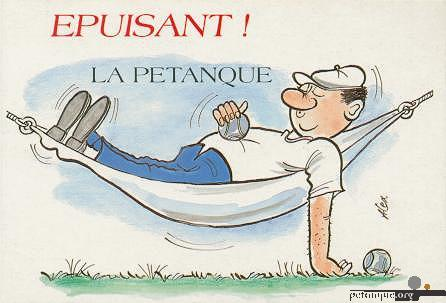 EPUISANT !
LA PETANQUE
Alex
petanque.org